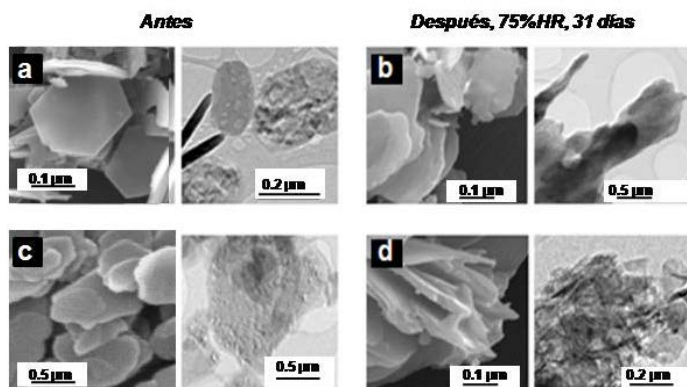 Antes
Después, 75%HR, 31 días
a
0.1 µm
0.2 µm
b
0.1 µm
0.5 µm
c
0.5 µm
0.5 µm
d
0.1 µm
0.2 µm